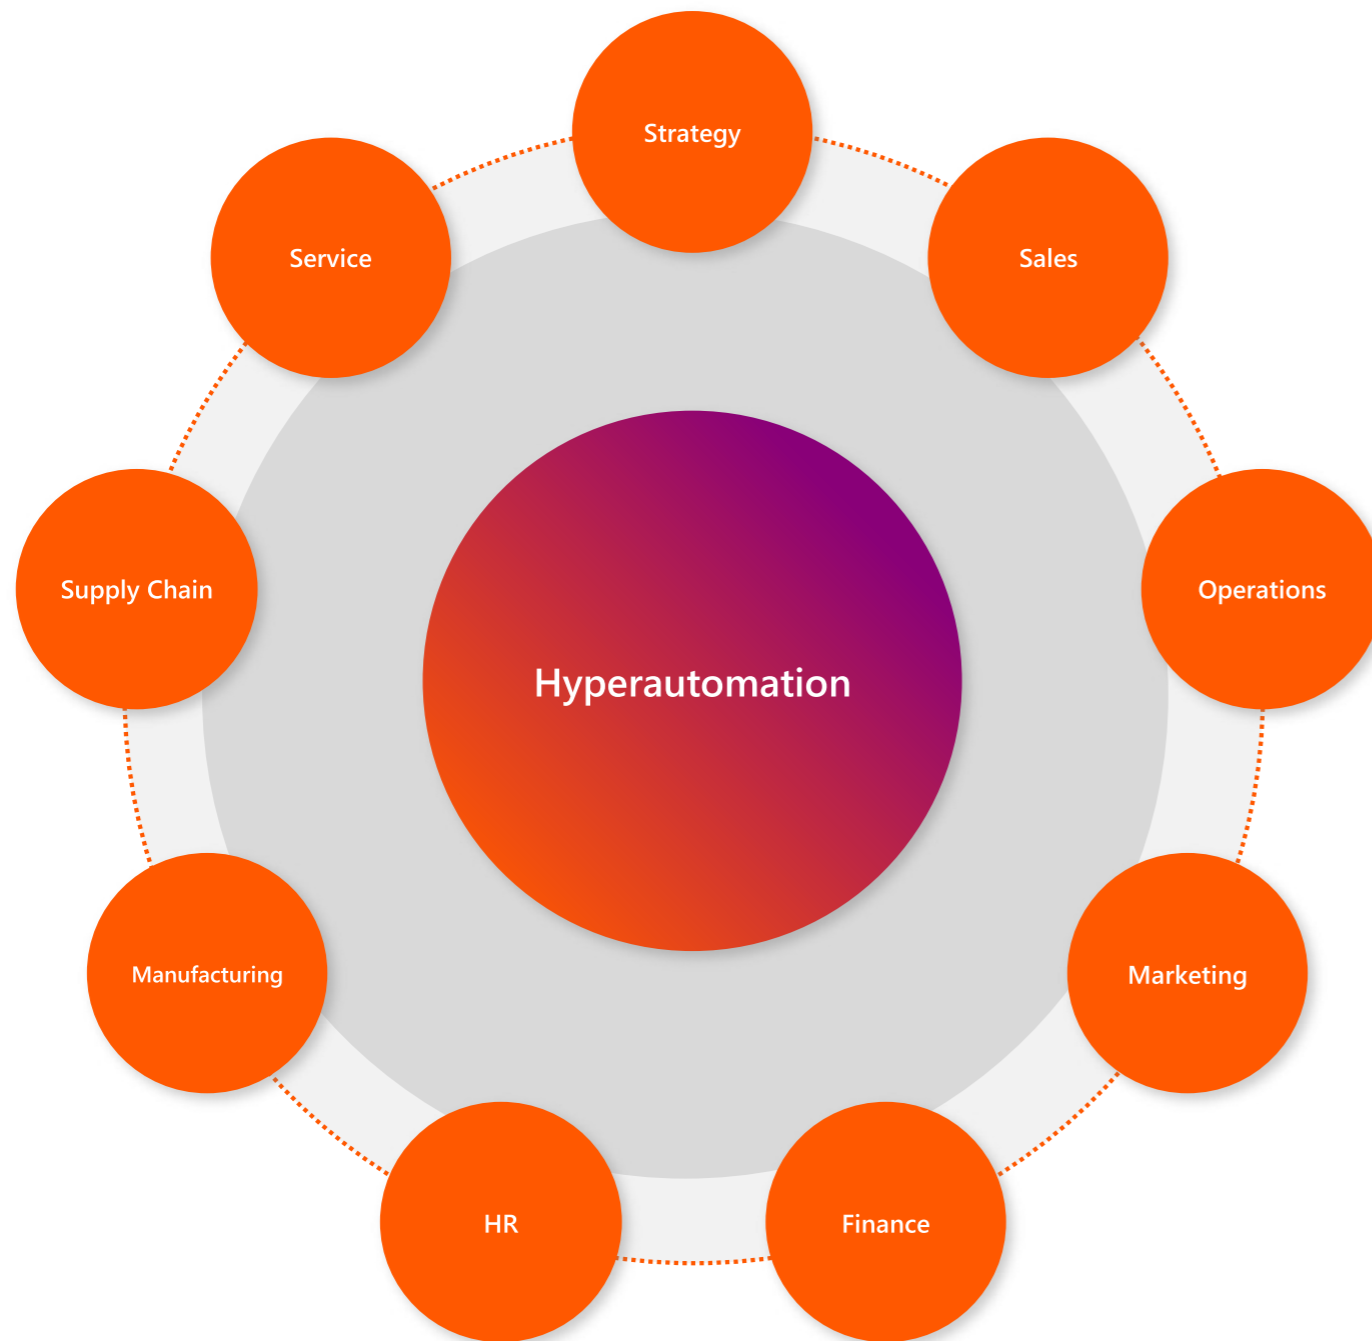 Strategy
Service
Sales
Supply Chain
Operations
Hyperautomation
Manufacturing
Marketing
HR
Finance